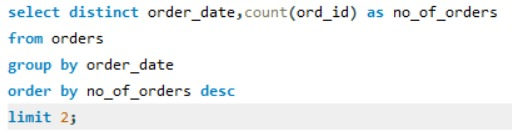 select distinct order_date,count(ord_id) as no_of_orders
from orders
group by order_date
order by no_of_orders desc
limit 2;